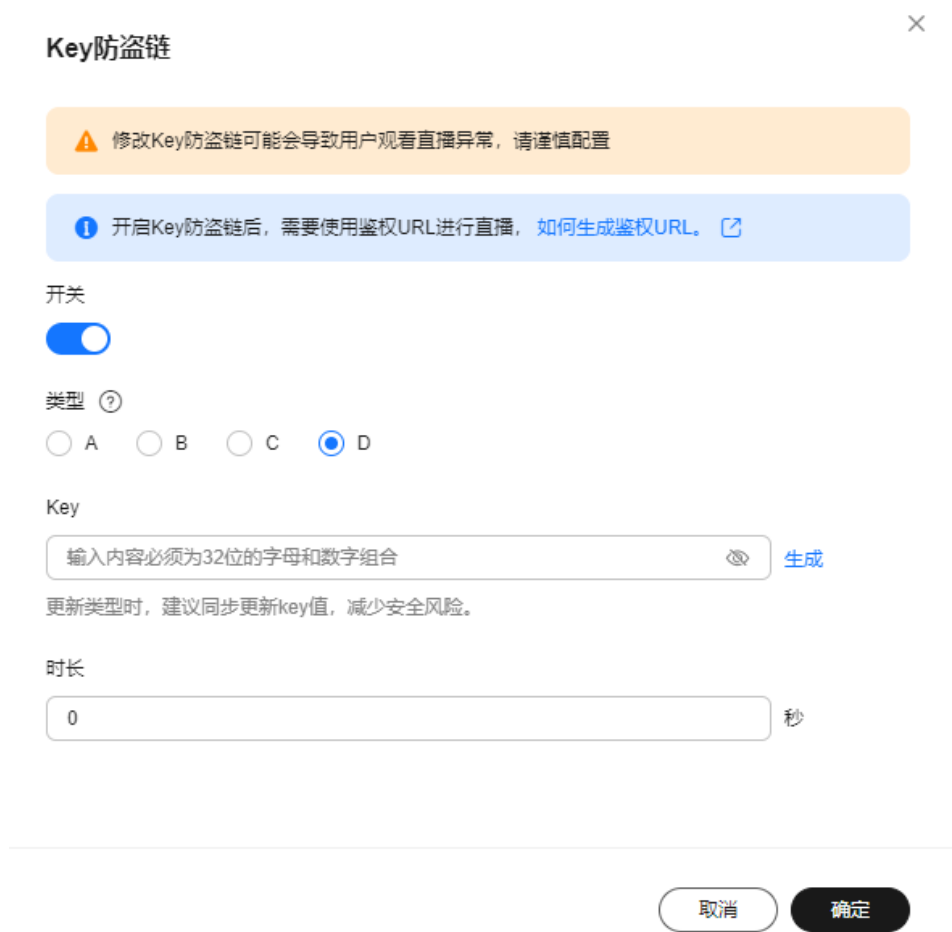 Key防盗链
修改Key防盗链可能会导致用户观看直播异常，请谨慎配置
开启Key防盗链后，需要使用鉴权URL进行直播，如何生成鉴权URL。
开关
类型
A B C D
Key
输入内容必须为32位的字母和数字组合 生成
更新类型时，建议同步更新key值，减少安全风险。
时长
0 秒
取消 确定